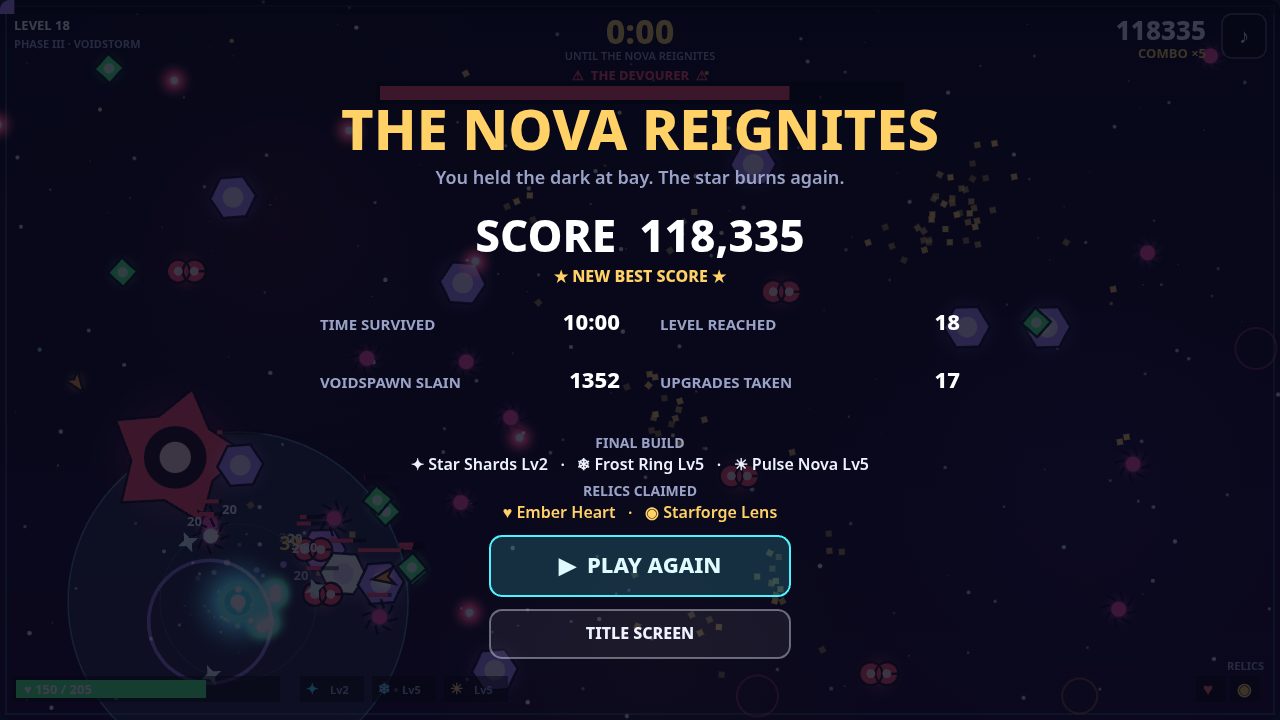 LEVEL 18
PHASE III · VOIDSTORM
0:00
UNTIL THE NOVA REIGNITES
⚠ THE DEVOURER ⚠
118335
COMBO ×5
♪
THE NOVA REIGNITES
You held the dark at bay. The star burns again.
SCORE 118,335
★ NEW BEST SCORE ★
TIME SURVIVED 10:00 LEVEL REACHED 18
VOIDSPAWN SLAIN 1352 UPGRADES TAKEN 17
FINAL BUILD
✦ Star Shards Lv2 · ❄ Frost Ring Lv5 · ☀ Pulse Nova Lv5
RELICS CLAIMED
♥ Ember Heart · ◉ Starforge Lens
20
20
20
▶ PLAY AGAIN
TITLE SCREEN
RELICS
♥ 150 / 205
✦ Lv2 ❄ Lv5 ☀ Lv5
♥ ◉